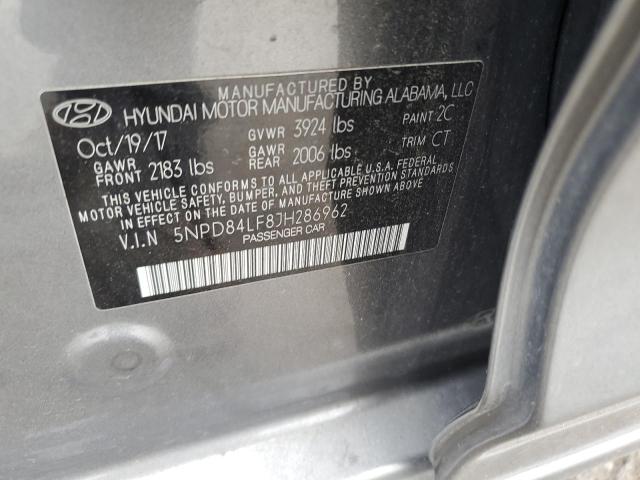 MANUFACTURED BY
HYUNDAI MOTOR MANUFACTURING ALABAMA, LLC
Oct/19/17 GVWR 3924 lbs PAINT 2C
GAWR FRONT 2183 lbs GAWR REAR 2006 lbs TRIM CT
THIS VEHICLE CONFORMS TO ALL APPLICABLE U.S.A. FEDERAL
MOTOR VEHICLE SAFETY, BUMPER, AND THEFT PREVENTION STANDARDS
IN EFFECT ON THE DATE OF MANUFACTURE SHOWN ABOVE
V.I.N 5NPD84LF8JH286962
PASSENGER CAR